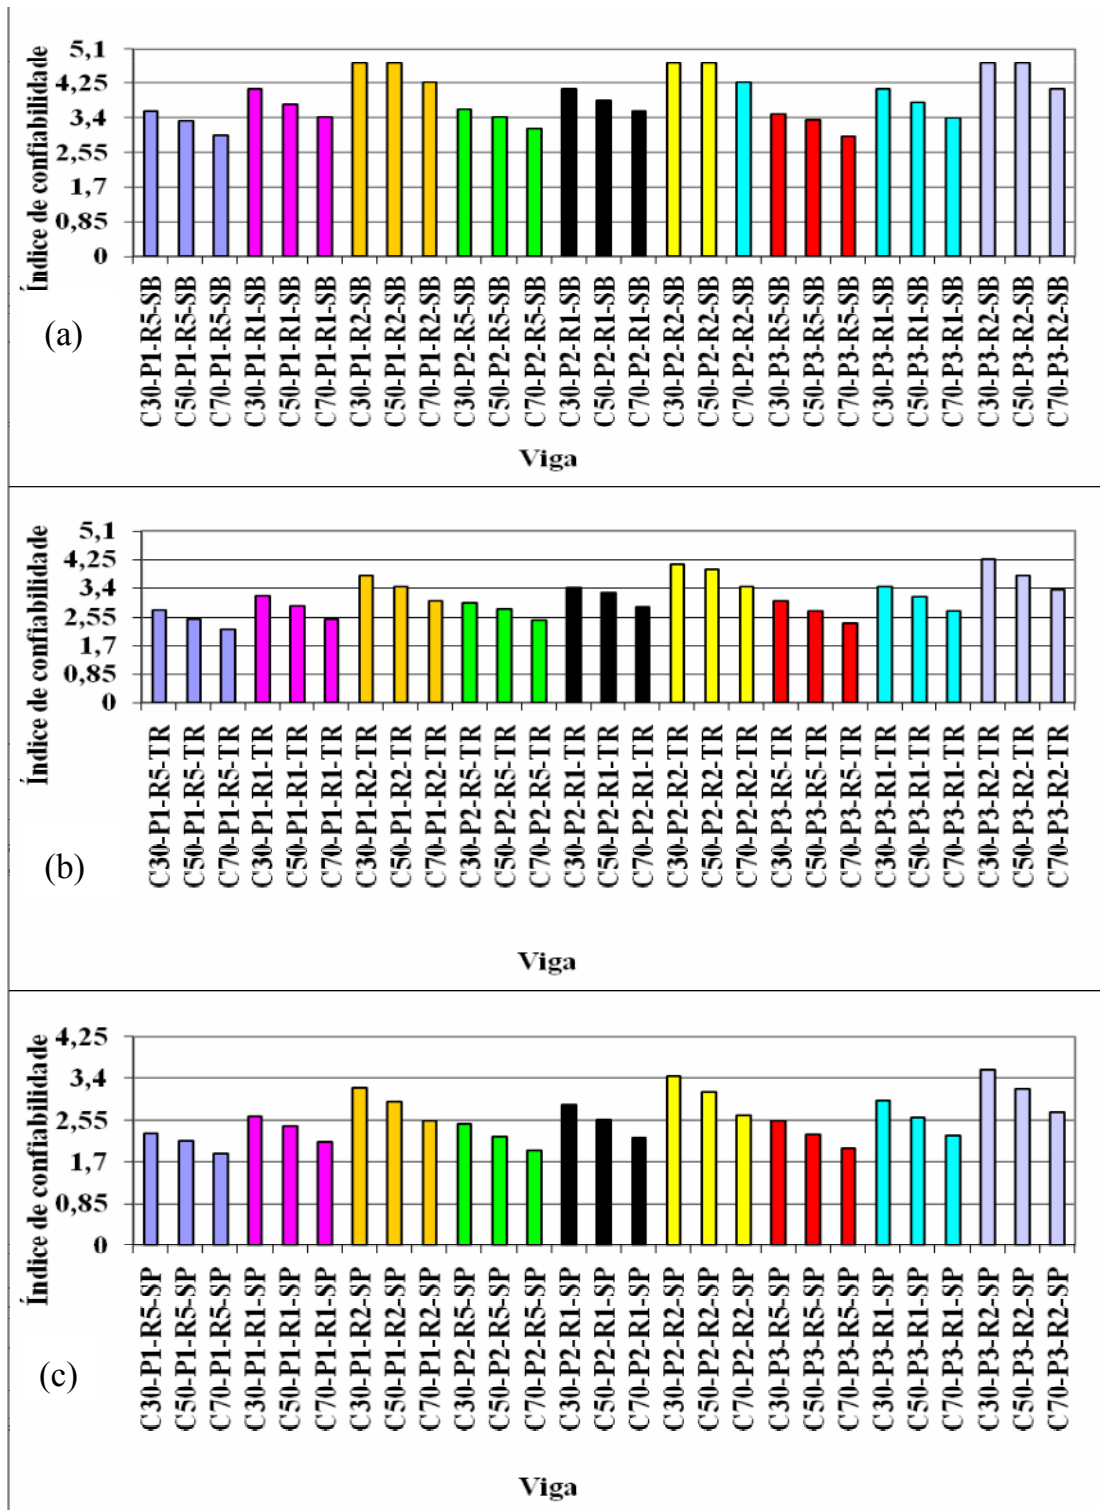 Índice de confiabilidade
5,1
4,25
3,4
2,55
1,7
0,85
0
C30-P1-R5-SB
C50-P1-R5-SB
C70-P1-R5-SB
C30-P1-R1-SB
C50-P1-R1-SB
C70-P1-R1-SB
C30-P1-R2-SB
C50-P1-R2-SB
C70-P1-R2-SB
C30-P2-R5-SB
C50-P2-R5-SB
C70-P2-R5-SB
C30-P2-R1-SB
C50-P2-R1-SB
C70-P2-R1-SB
C30-P2-R2-SB
C50-P2-R2-SB
C70-P2-R2-SB
C30-P3-R5-SB
C50-P3-R5-SB
C70-P3-R5-SB
C30-P3-R1-SB
C50-P3-R1-SB
C70-P3-R1-SB
C30-P3-R2-SB
C50-P3-R2-SB
C70-P3-R2-SB
(a)
Viga
Índice de confiabilidade
5,1
4,25
3,4
2,55
1,7
0,85
0
C30-P1-R5-TR
C50-P1-R5-TR
C70-P1-R5-TR
C30-P1-R1-TR
C50-P1-R1-TR
C70-P1-R1-TR
C30-P1-R2-TR
C50-P1-R2-TR
C70-P1-R2-TR
C30-P2-R5-TR
C50-P2-R5-TR
C70-P2-R5-TR
C30-P2-R1-TR
C50-P2-R1-TR
C70-P2-R1-TR
C30-P2-R2-TR
C50-P2-R2-TR
C70-P2-R2-TR
C30-P3-R5-TR
C50-P3-R5-TR
C70-P3-R5-TR
C30-P3-R1-TR
C50-P3-R1-TR
C70-P3-R1-TR
C30-P3-R2-TR
C50-P3-R2-TR
C70-P3-R2-TR
(b)
Viga
Índice de confiabilidade
4,25
3,4
2,55
1,7
0,85
0
C30-P1-R5-SP
C50-P1-R5-SP
C70-P1-R5-SP
C30-P1-R1-SP
C50-P1-R1-SP
C70-P1-R1-SP
C30-P1-R2-SP
C50-P1-R2-SP
C70-P1-R2-SP
C30-P2-R5-SP
C50-P2-R5-SP
C70-P2-R5-SP
C30-P2-R1-SP
C50-P2-R1-SP
C70-P2-R1-SP
C30-P2-R2-SP
C50-P2-R2-SP
C70-P2-R2-SP
C30-P3-R5-SP
C50-P3-R5-SP
C70-P3-R5-SP
C30-P3-R1-SP
C50-P3-R1-SP
C70-P3-R1-SP
C30-P3-R2-SP
C50-P3-R2-SP
C70-P3-R2-SP
(c)
Viga